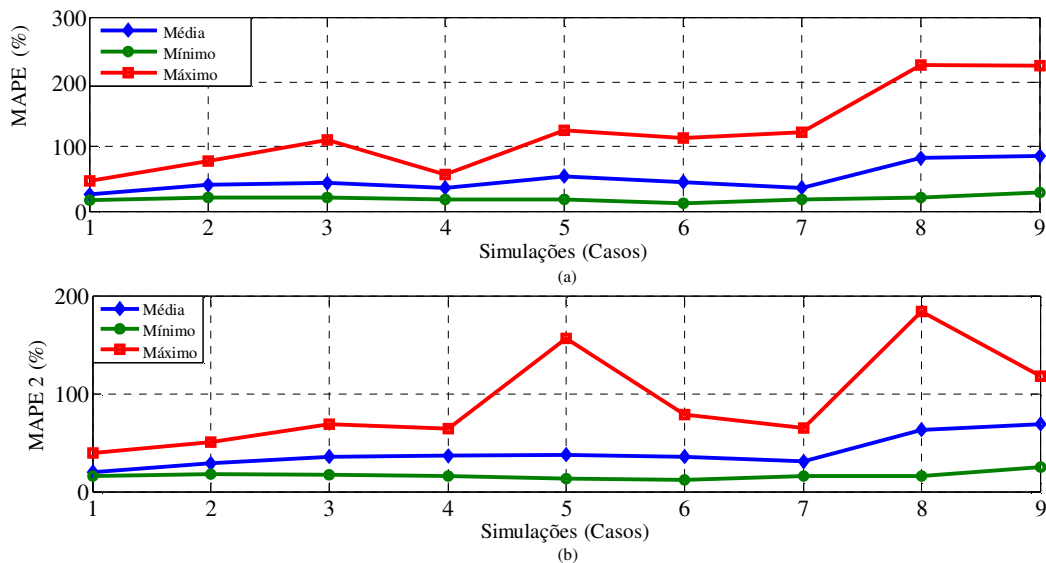 300
200
100
0
MAPE (%)
Média
Mínimo
Máximo
1 2 3 4 5 6 7 8 9
Simulações (Casos)
(a)
200
100
0
MAPE 2 (%)
Média
Mínimo
Máximo
1 2 3 4 5 6 7 8 9
Simulações (Casos)
(b)